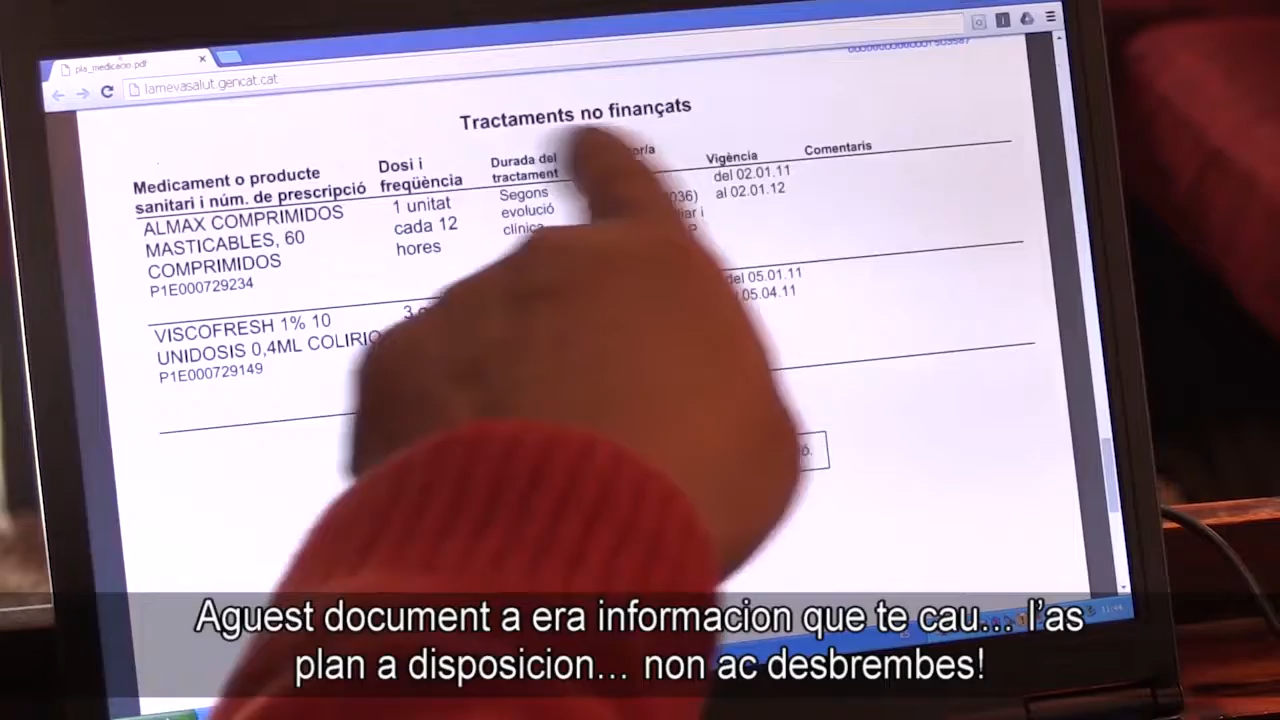 pla_medicacio.pdf
lamevasalut.gencat.cat
Tractaments no finançats
Medicament o producte
sanitari i núm. de prescripció
Dosi i
freqüència
Durada del
tractament
Vigència
Comentaris
ALMAX COMPRIMIDOS
MASTICABLES, 60
COMPRIMIDOS
P1E000729234
1 unitat
cada 12
hores
Segons
evolució
clínica
036)
del 02.01.11
al 02.01.12
VISCOFRESH 1% 10
UNIDOSIS 0,4ML COLIRIO
P1E000729149
3
del 05.01.11
05.04.11
Aguest document a era informacion que te cau... l'as
plan a disposicion... non ac desbrembes!